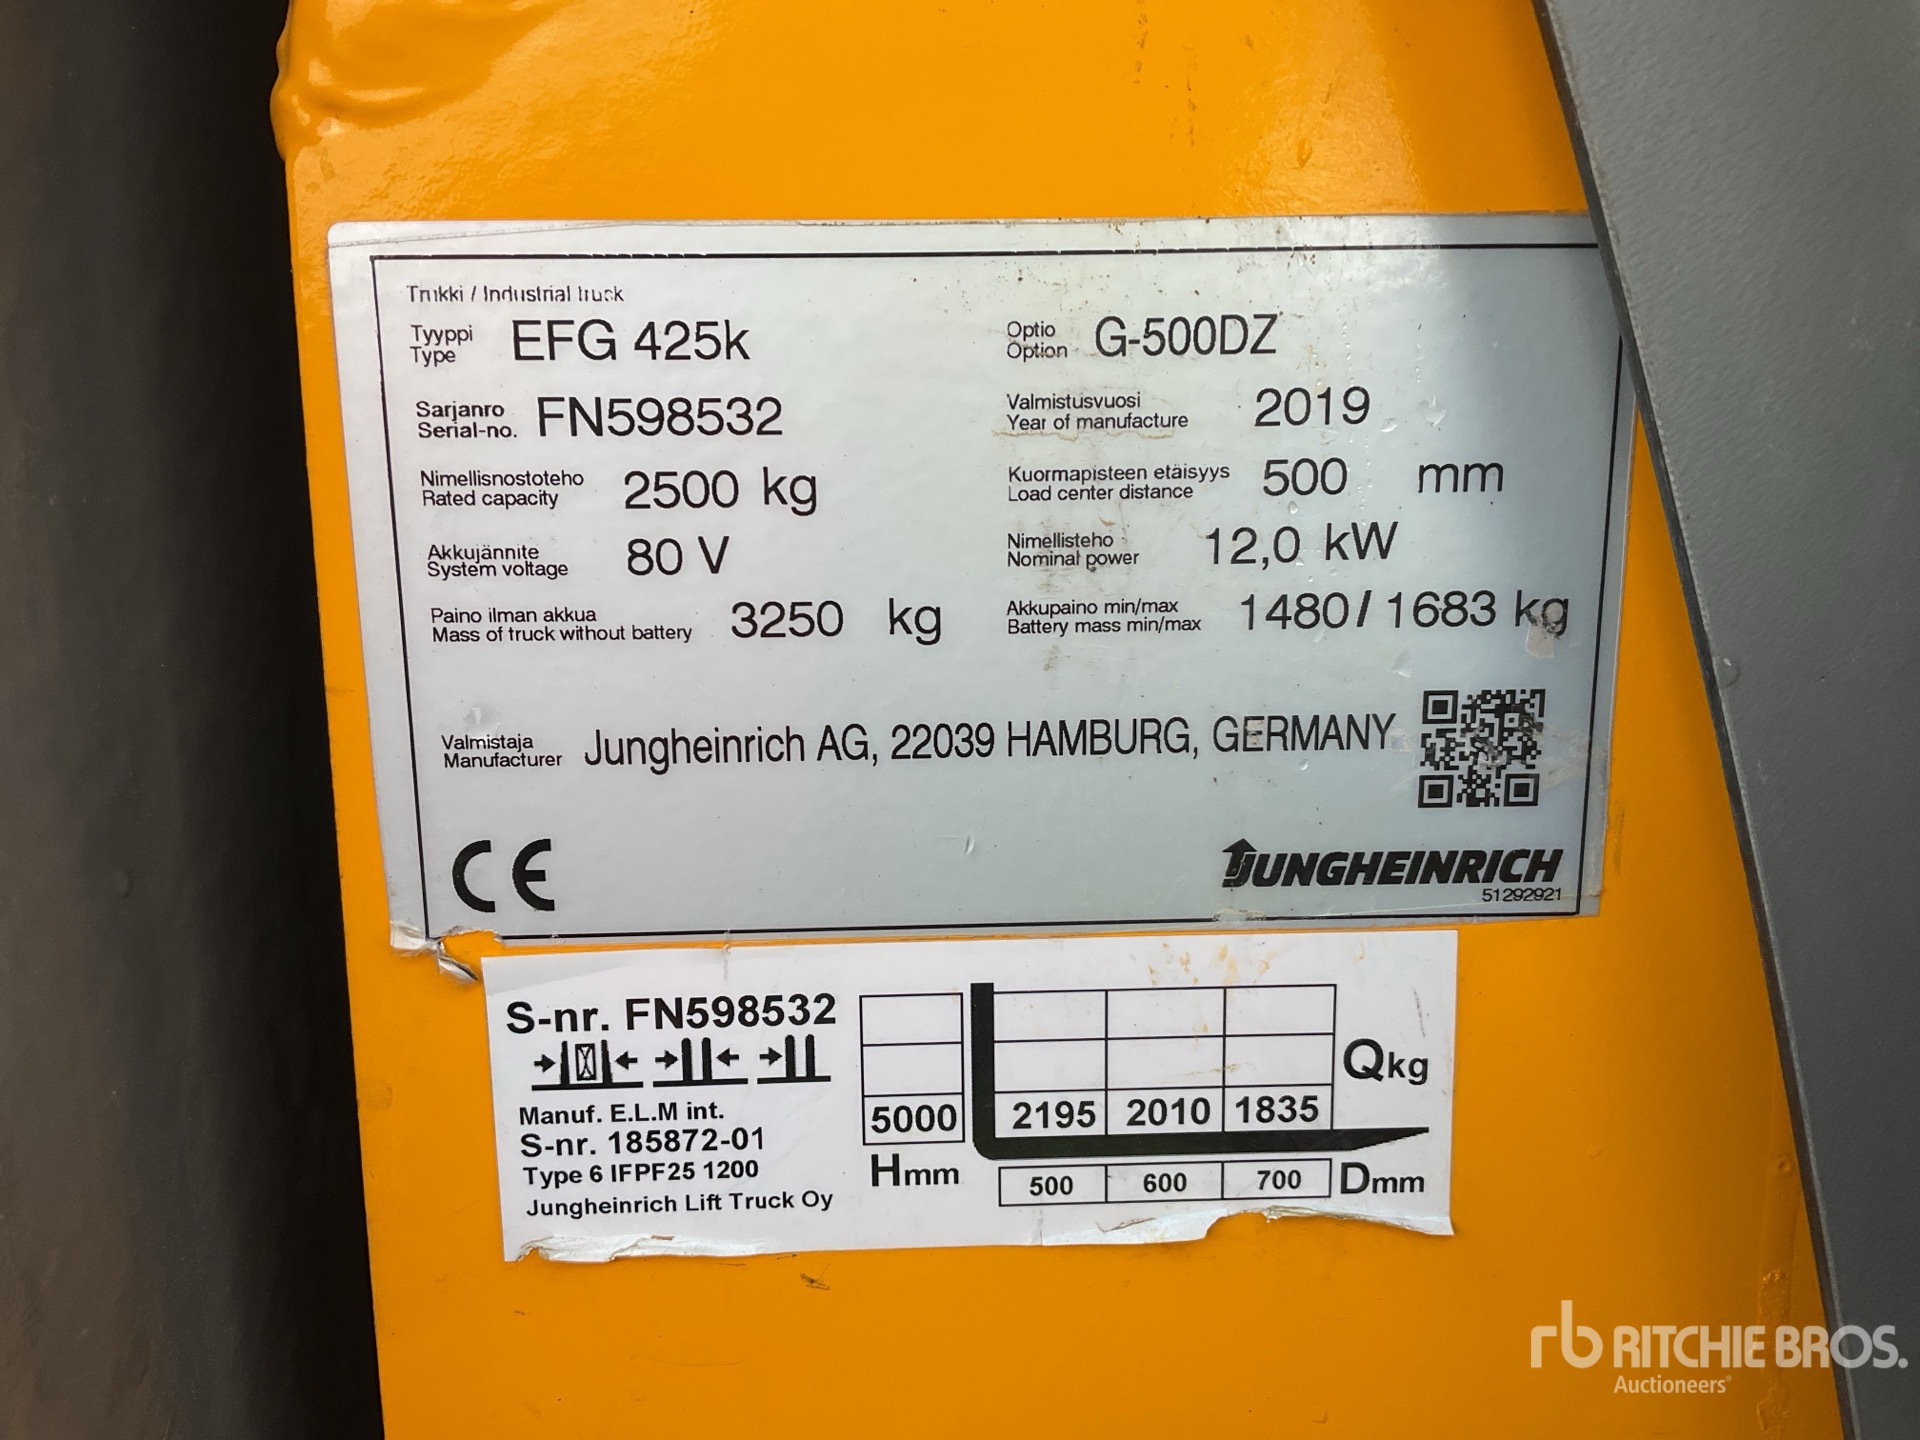 Trukki / Industrial truck
Tyyppi
Type EFG 425k
Optio
Option G-500DZ
Sarjanro
Serial-no. FN598532
Valmistusvuosi
Year of manufacture 2019
Nimellisnostoteho
Rated capacity 2500 kg
Kuormapisteen etäisyys
Load center distance 500 mm
Akkujännite
System voltage 80 V
Nimellisteho
Nominal power 12,0 kW
Paino ilman akkua
Mass of truck without battery 3250 kg
Akkupaino min/max
Battery mass min/max 1480 / 1683 kg
Valmistaja
Manufacturer Jungheinrich AG, 22039 HAMBURG, GERMANY
CE
JUNGHEINRICH
51292921
S-nr. FN598532
Manuf. E.L.M int.
S-nr. 185872-01
Type 6 IFPF25 1200
Jungheinrich Lift Truck Oy
5000 2195 2010 1835 Qkg
Hmm 500 600 700 Dmm
rb RITCHIE BROS.
Auctioneers